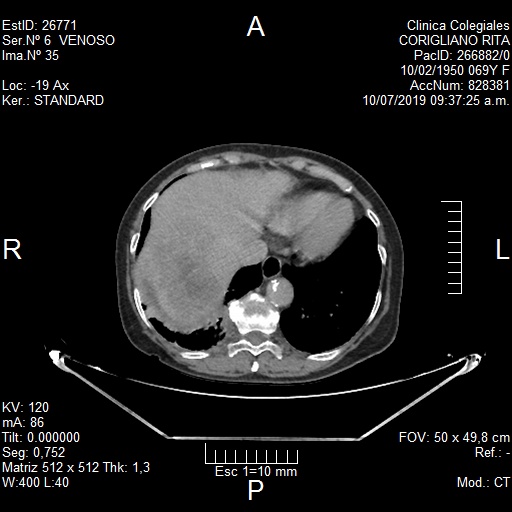 EstID: 26771
Ser.Nº 6 VENOSO
Ima.Nº 35
Loc: -19 Ax
Ker.: STANDARD
A
Clinica Colegiales
CORIGLIANO RITA
PacID: 266882/0
10/02/1950 069Y F
AccNum: 828381
10/07/2019 09:37:25 a.m.
R
L
KV: 120
mA: 86
Tilt: 0.000000
Seg: 0,752
Matriz 512 x 512 Thk: 1,3
W:400 L:40
Esc 1=10 mm
P
FOV: 50 x 49,8 cm
Ref.: -
Mod.: CT